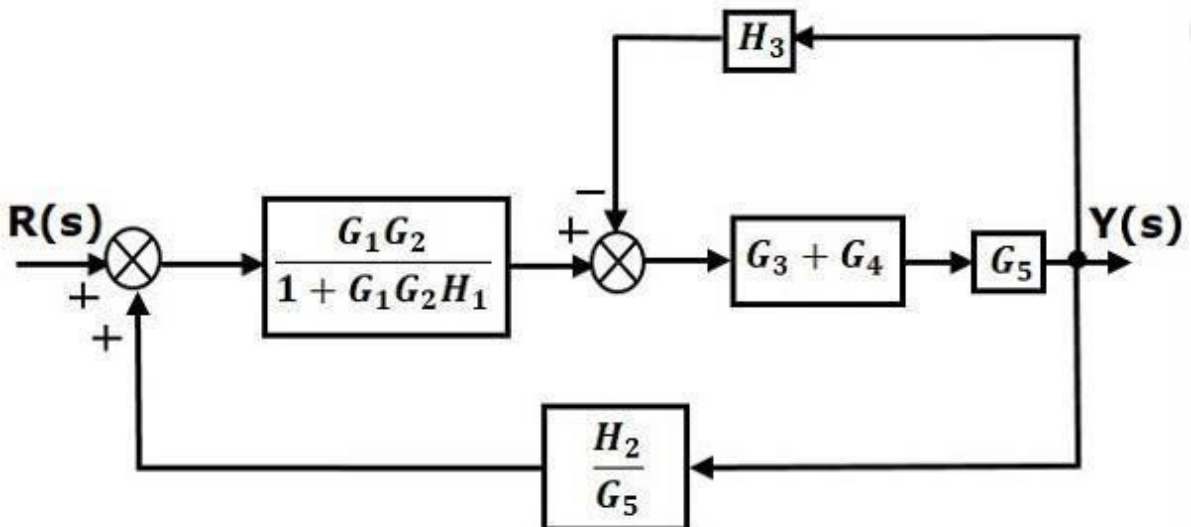 H₃
−
R(s)
G₁G₂
1 + G₁G₂H₁
+
G₃ + G₄
G₅
Y(s)
+
+
H₂
G₅